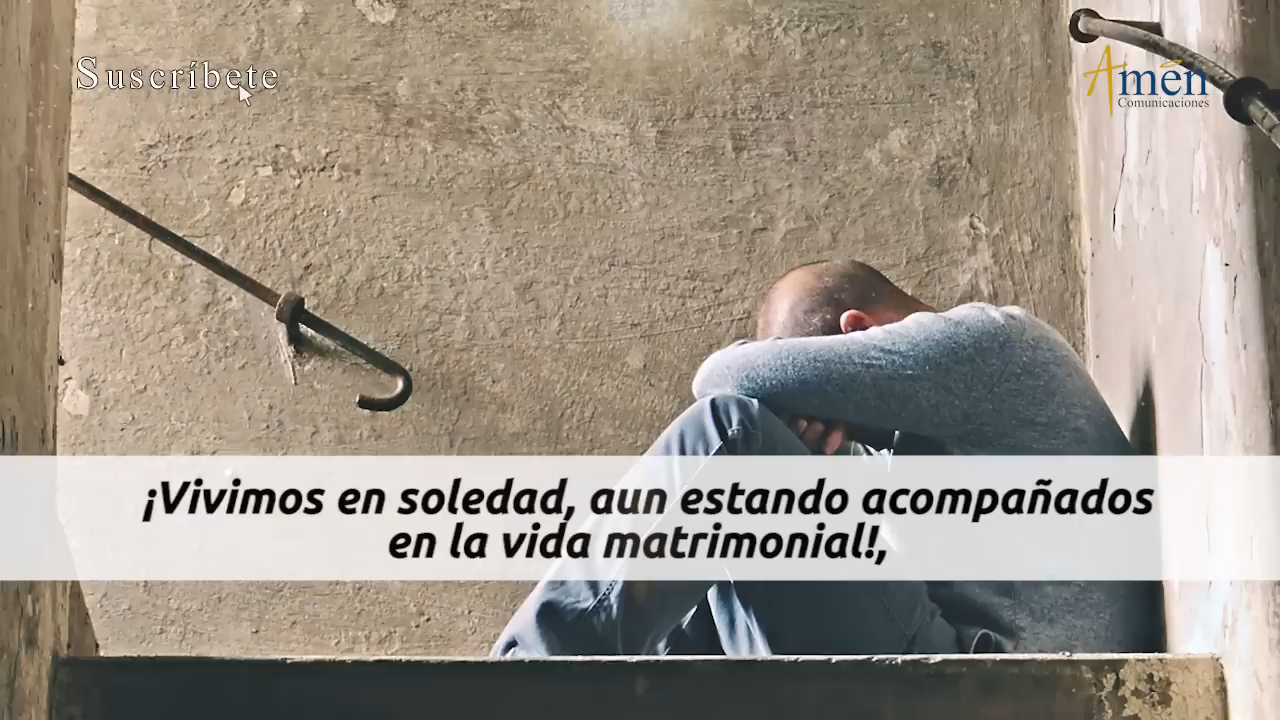 Suscríbete
Amén
Comunicaciones
¡Vivimos en soledad, aun estando acompañados
en la vida matrimonial!,